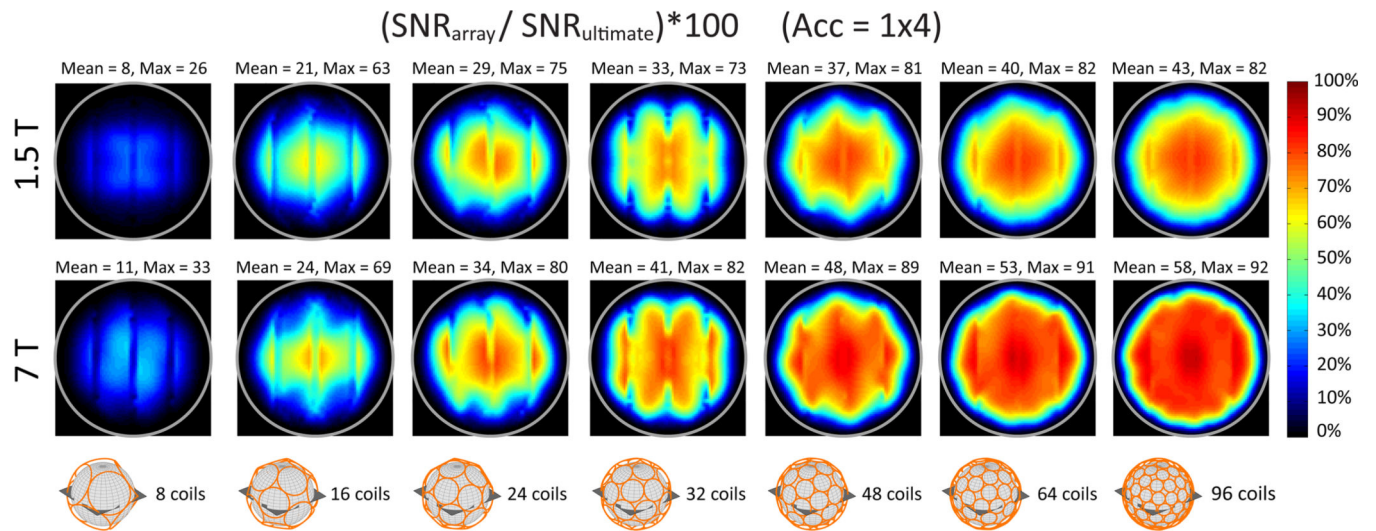 (SNRarray / SNRultimate)*100 (Acc = 1x4)
Mean = 8, Max = 26 Mean = 21, Max = 63 Mean = 29, Max = 75 Mean = 33, Max = 73 Mean = 37, Max = 81 Mean = 40, Max = 82 Mean = 43, Max = 82
1.5 T
Mean = 11, Max = 33 Mean = 24, Max = 69 Mean = 34, Max = 80 Mean = 41, Max = 82 Mean = 48, Max = 89 Mean = 53, Max = 91 Mean = 58, Max = 92
7 T
100%
90%
80%
70%
60%
50%
40%
30%
20%
10%
0%
8 coils 16 coils 24 coils 32 coils 48 coils 64 coils 96 coils